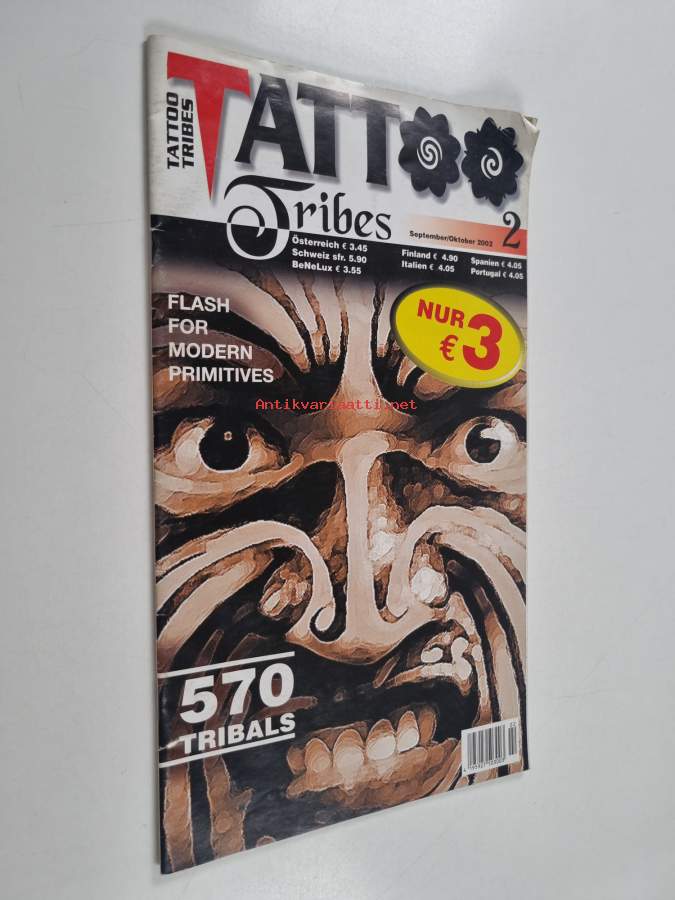 TATTOO
TRIBES
TATTOO
Tribes
September/Oktober 2002
2
Österreich € 3.45
Schweiz sfr. 5.90
BeNeLux € 3.55
Finland € 4.90
Italien € 4.05
Spanien € 4.05
Portugal € 4.05
FLASH
FOR
MODERN
PRIMITIVES
NUR
€ 3
Antikvariaatti.net
570
TRIBALS